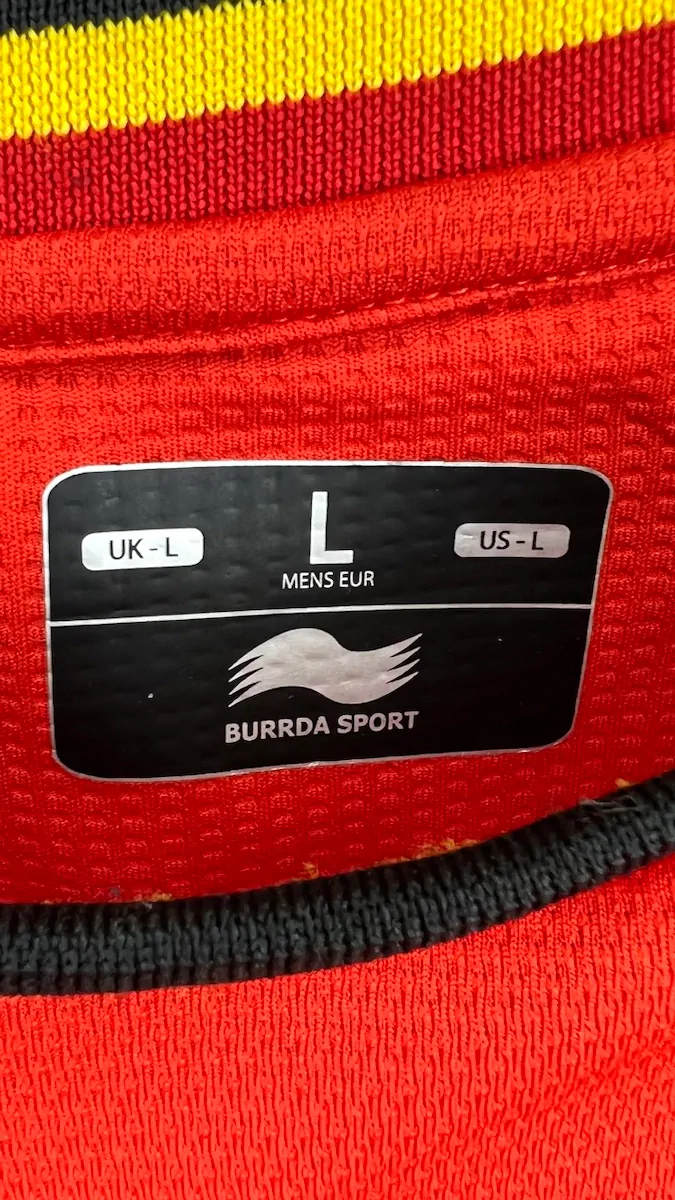 UK - L
L
US - L
MENS EUR
BURRDA SPORT